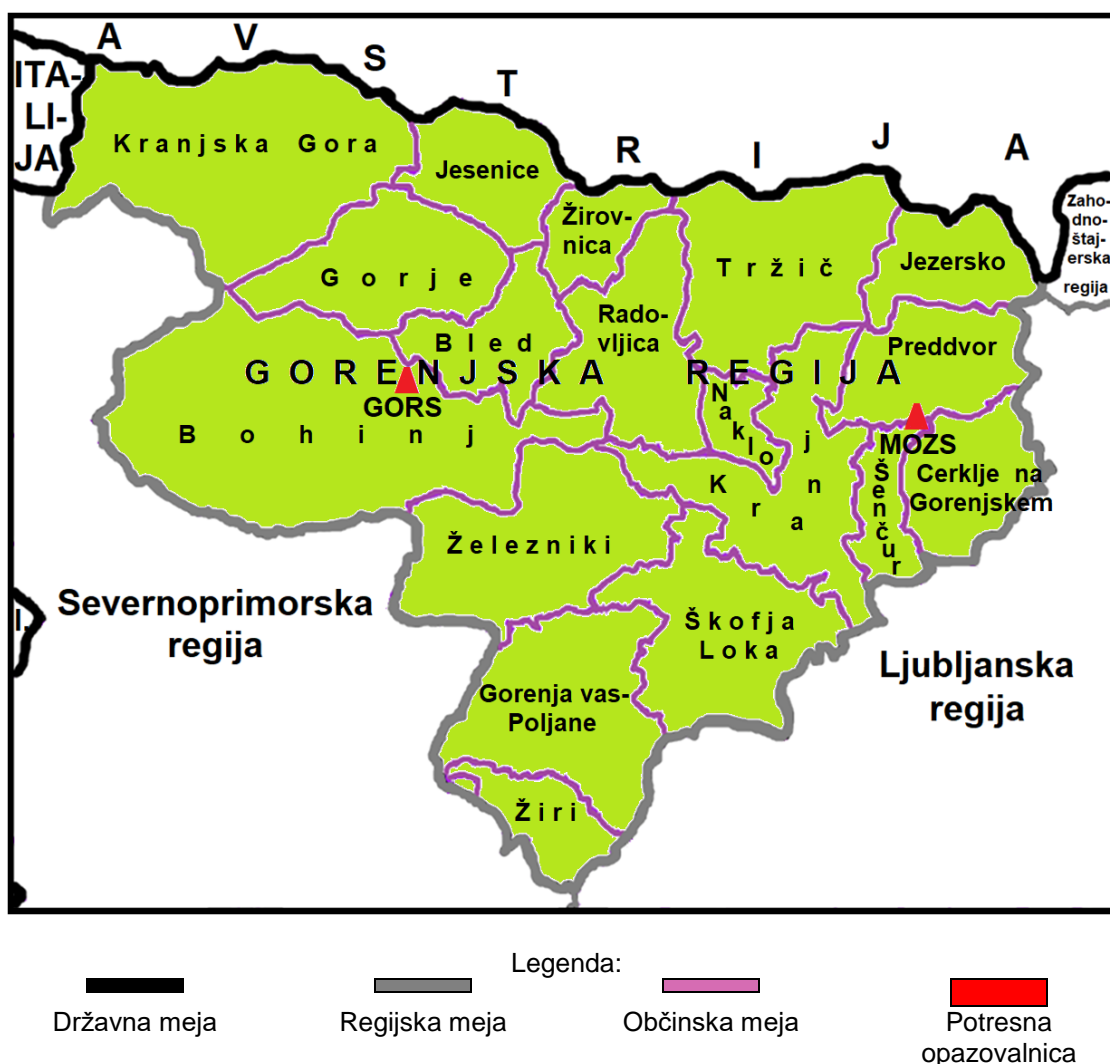 A V S T R I J A
ITA-
LI-
JA
Kranjska Gora
Jesenice
Žirov-
nica
Zaho-
dno-
štaj-
erska
regija
Gorje
Tržič
Jezersko
Rado-
vljica
Bled
Preddvor
GORENJSKA REGIJA
GORS
Naklo
Bohinj
MOZS
Kranj
Šenčur
Cerklje na
Gorenjskem
Železniki
Severnoprimorska
regija
I.
Škofja
Loka
Ljubljanska
regija
Gorenja vas-
Poljane
Žiri
Legenda:
Državna meja
Regijska meja
Občinska meja
Potresna
opazovalnica